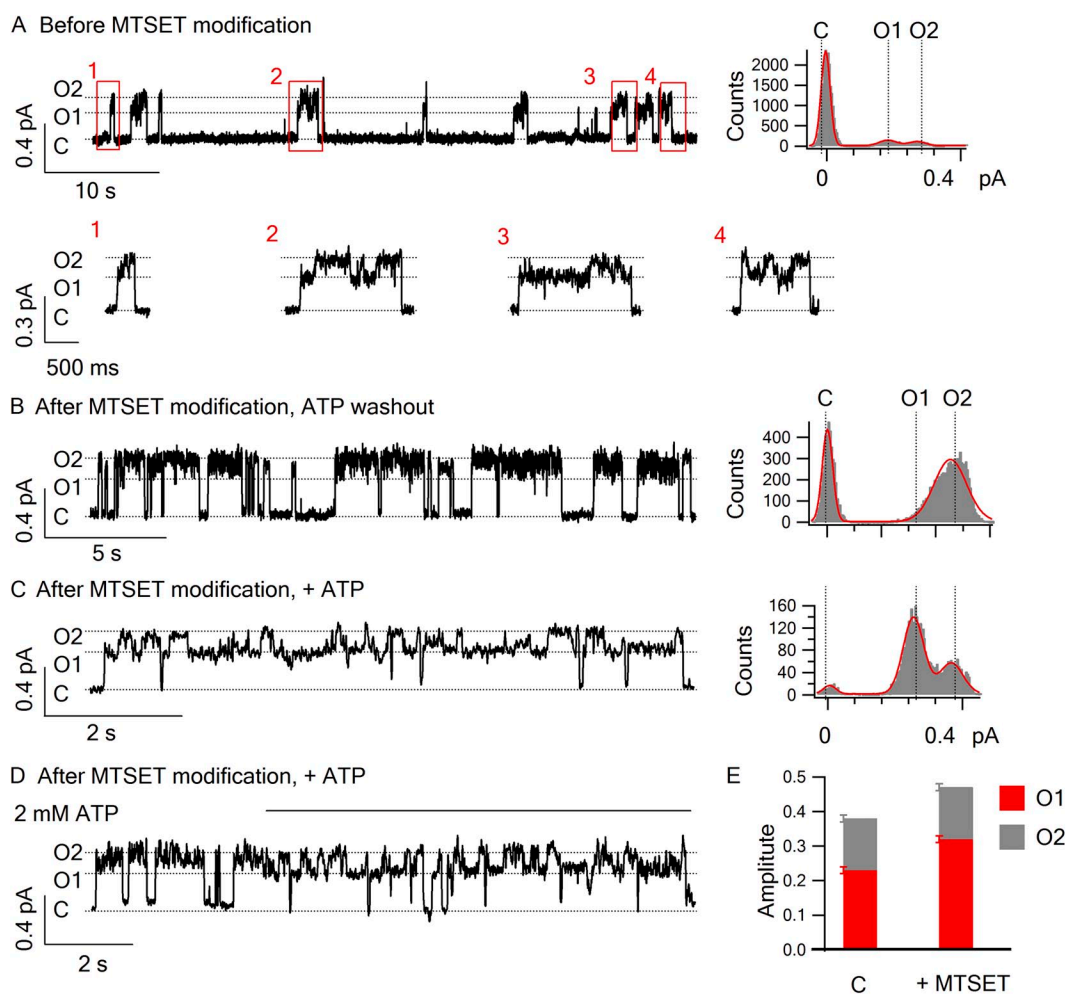 A Before MTSET modification
C O1 O2
1 2 3 4
O2
O1
C
0.4 pA
10 s
Counts
2000
1500
1000
500
0
0 0.4 pA
1 2 3 4
O2
O1
C
0.3 pA
500 ms
B After MTSET modification, ATP washout
C O1 O2
O2
O1
C
0.4 pA
5 s
Counts
400
300
200
100
0
C After MTSET modification, + ATP
O2
O1
C
0.4 pA
2 s
Counts
160
120
80
40
0
0 0.4 pA
D After MTSET modification, + ATP
2 mM ATP
O2
O1
C
0.4 pA
2 s
E
Amplitude
0.5
0.4
0.3
0.2
0.1
0.0
C + MTSET
O1
O2